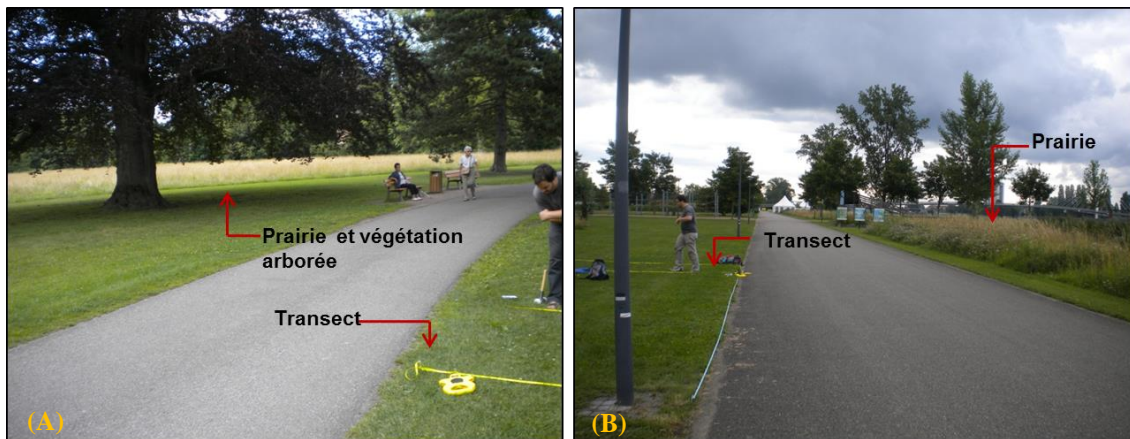 Prairie et végétation
arborée
Transect
(A)
Prairie
Transect
(B)